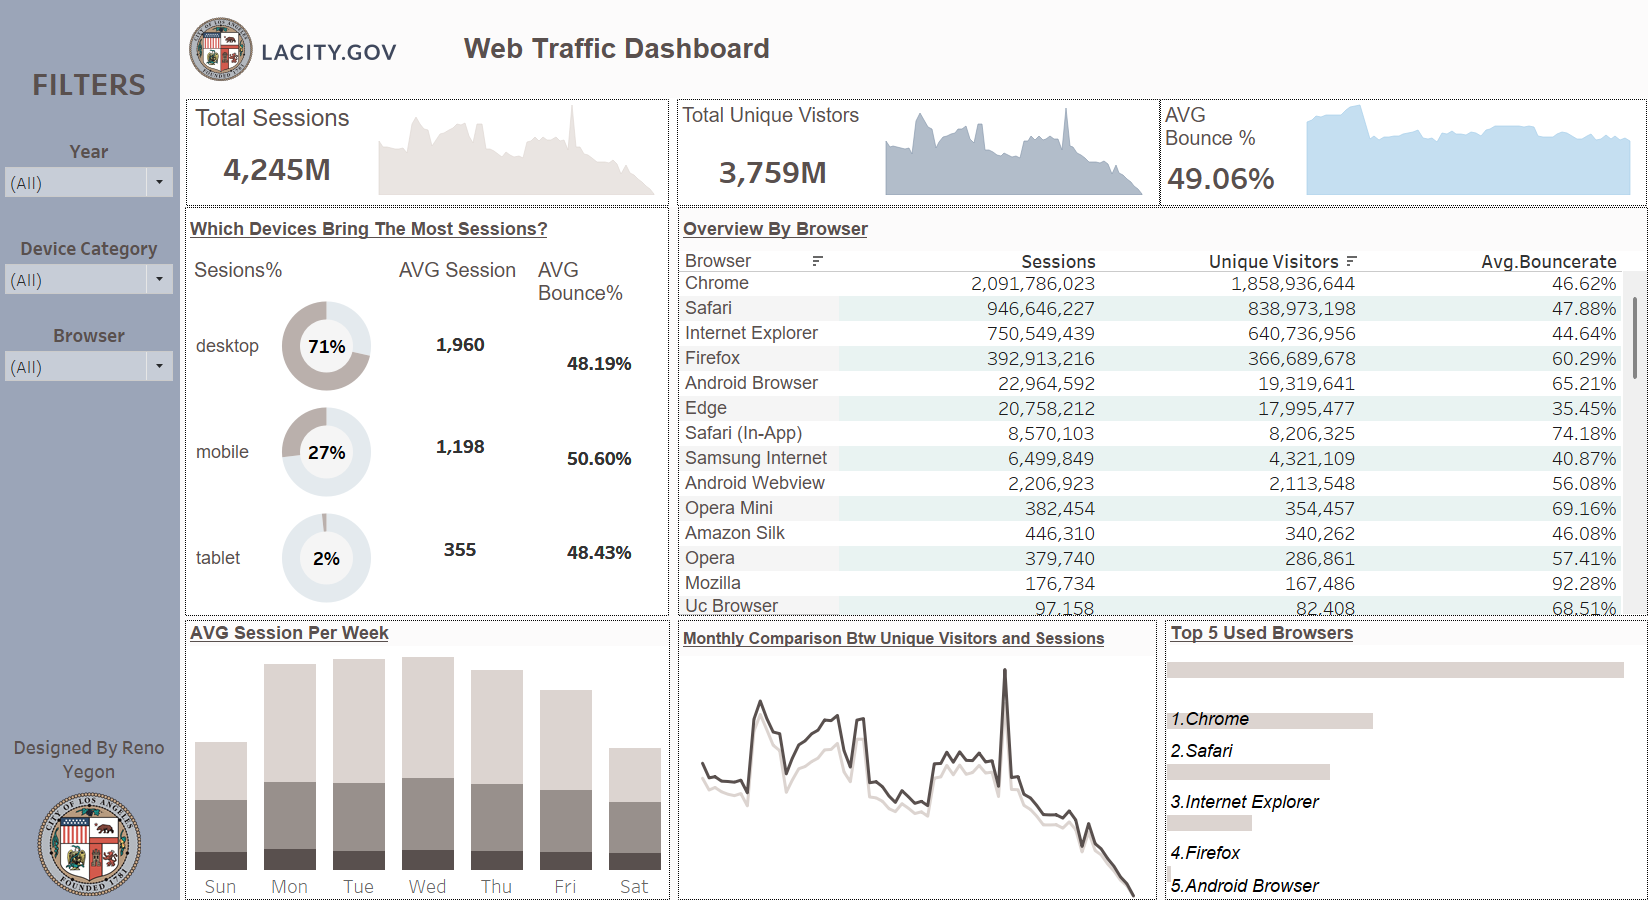 FILTERS
Year
(All)
Device Category
(All)
Browser
(All)
Designed By Reno
Yegon
CITY OF LOS ANGELES
FOUNDED 1781
LACITY.GOV
Web Traffic Dashboard
Total Sessions
4,245M
Total Unique Vistors
3,759M
AVG
Bounce %
49.06%
Which Devices Bring The Most Sessions?
Sesions% AVG Session AVG
Bounce%
desktop 71% 1,960 48.19%
mobile 27% 1,198 50.60%
tablet 2% 355 48.43%
Overview By Browser
Browser Sessions Unique Visitors Avg.Bouncerate
Chrome 2,091,786,023 1,858,936,644 46.62%
Safari 946,646,227 838,973,198 47.88%
Internet Explorer 750,549,439 640,736,956 44.64%
Firefox 392,913,216 366,689,678 60.29%
Android Browser 22,964,592 19,319,641 65.21%
Edge 20,758,212 17,995,477 35.45%
Safari (In-App) 8,570,103 8,206,325 74.18%
Samsung Internet 6,499,849 4,321,109 40.87%
Android Webview 2,206,923 2,113,548 56.08%
Opera Mini 382,454 354,457 69.16%
Amazon Silk 446,310 340,262 46.08%
Opera 379,740 286,861 57.41%
Mozilla 176,734 167,486 92.28%
Uc Browser 97,158 82,408 68.51%
AVG Session Per Week
Sun Mon Tue Wed Thu Fri Sat
Monthly Comparison Btw Unique Visitors and Sessions
Top 5 Used Browsers
1.Chrome
2.Safari
3.Internet Explorer
4.Firefox
5.Android Browser